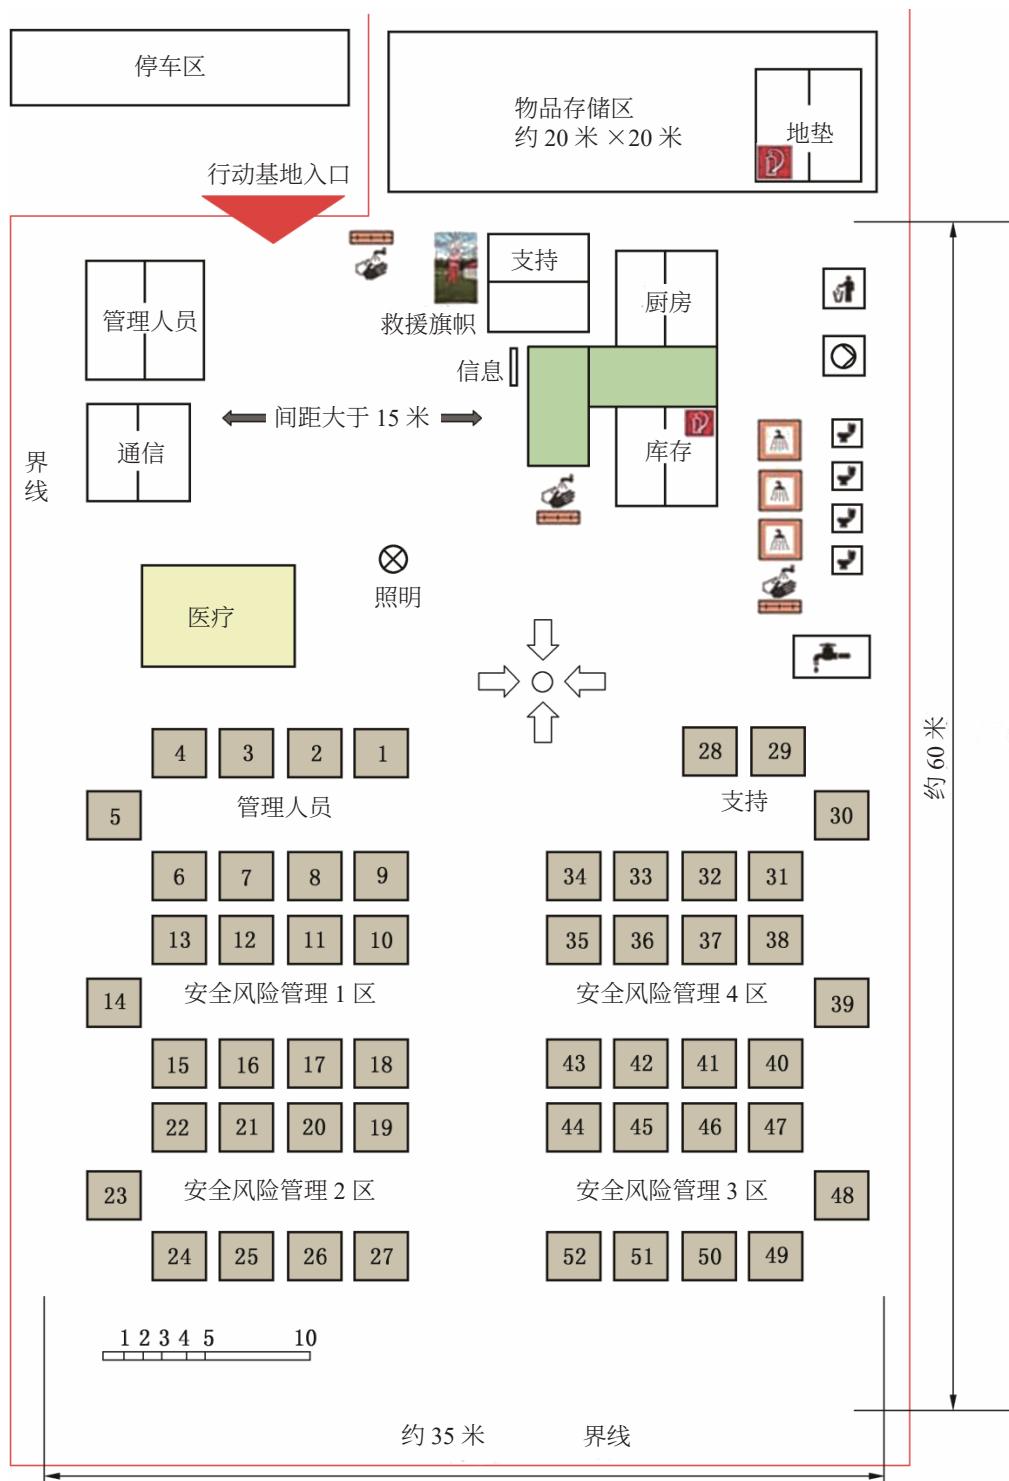 停车区
物品存储区
约 20 米 ×20 米
地垫
行动基地入口
支持
厨房
管理人员
救援旗帜
信息
间距大于 15 米
通信
库存
界
线
照明
医疗
约 60 米
4 3 2 1
28 29
管理人员
支持
5
30
6 7 8 9
34 33 32 31
13 12 11 10
35 36 37 38
安全风险管理 1 区
安全风险管理 4 区
14
39
15 16 17 18
43 42 41 40
22 21 20 19
44 45 46 47
安全风险管理 2 区
安全风险管理 3 区
23
48
24 25 26 27
52 51 50 49
1 2 3 4 5 10
约 35 米
界线